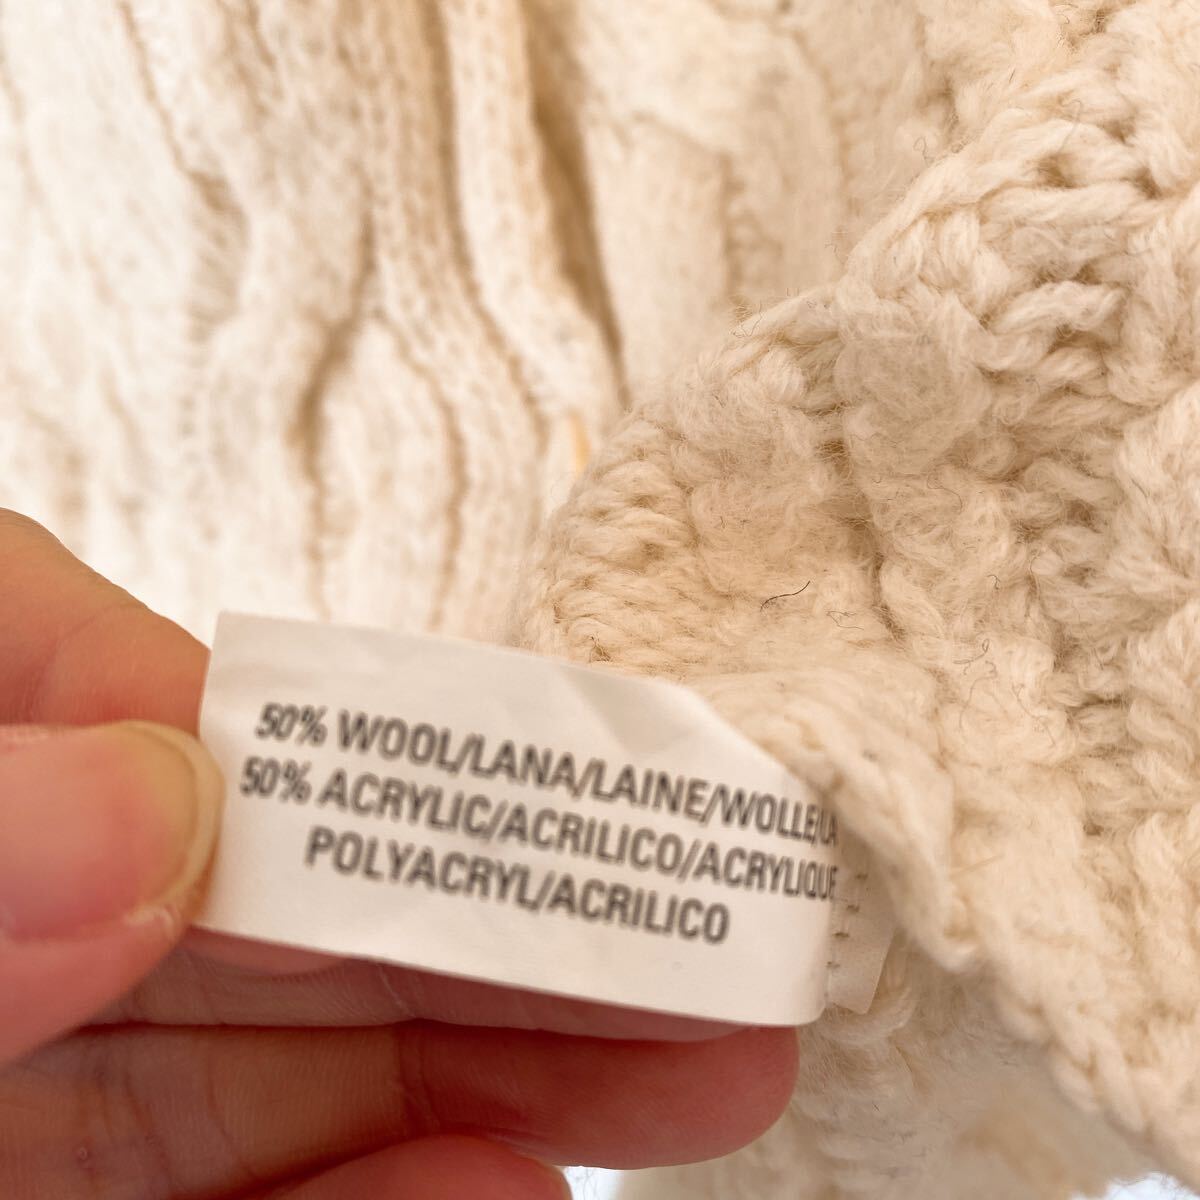 50% WOOL/LANA/LAINE/WOLLE/LA
50% ACRYLIC/ACRILICO/ACRYLIQUE
POLYACRYL/ACRILICO